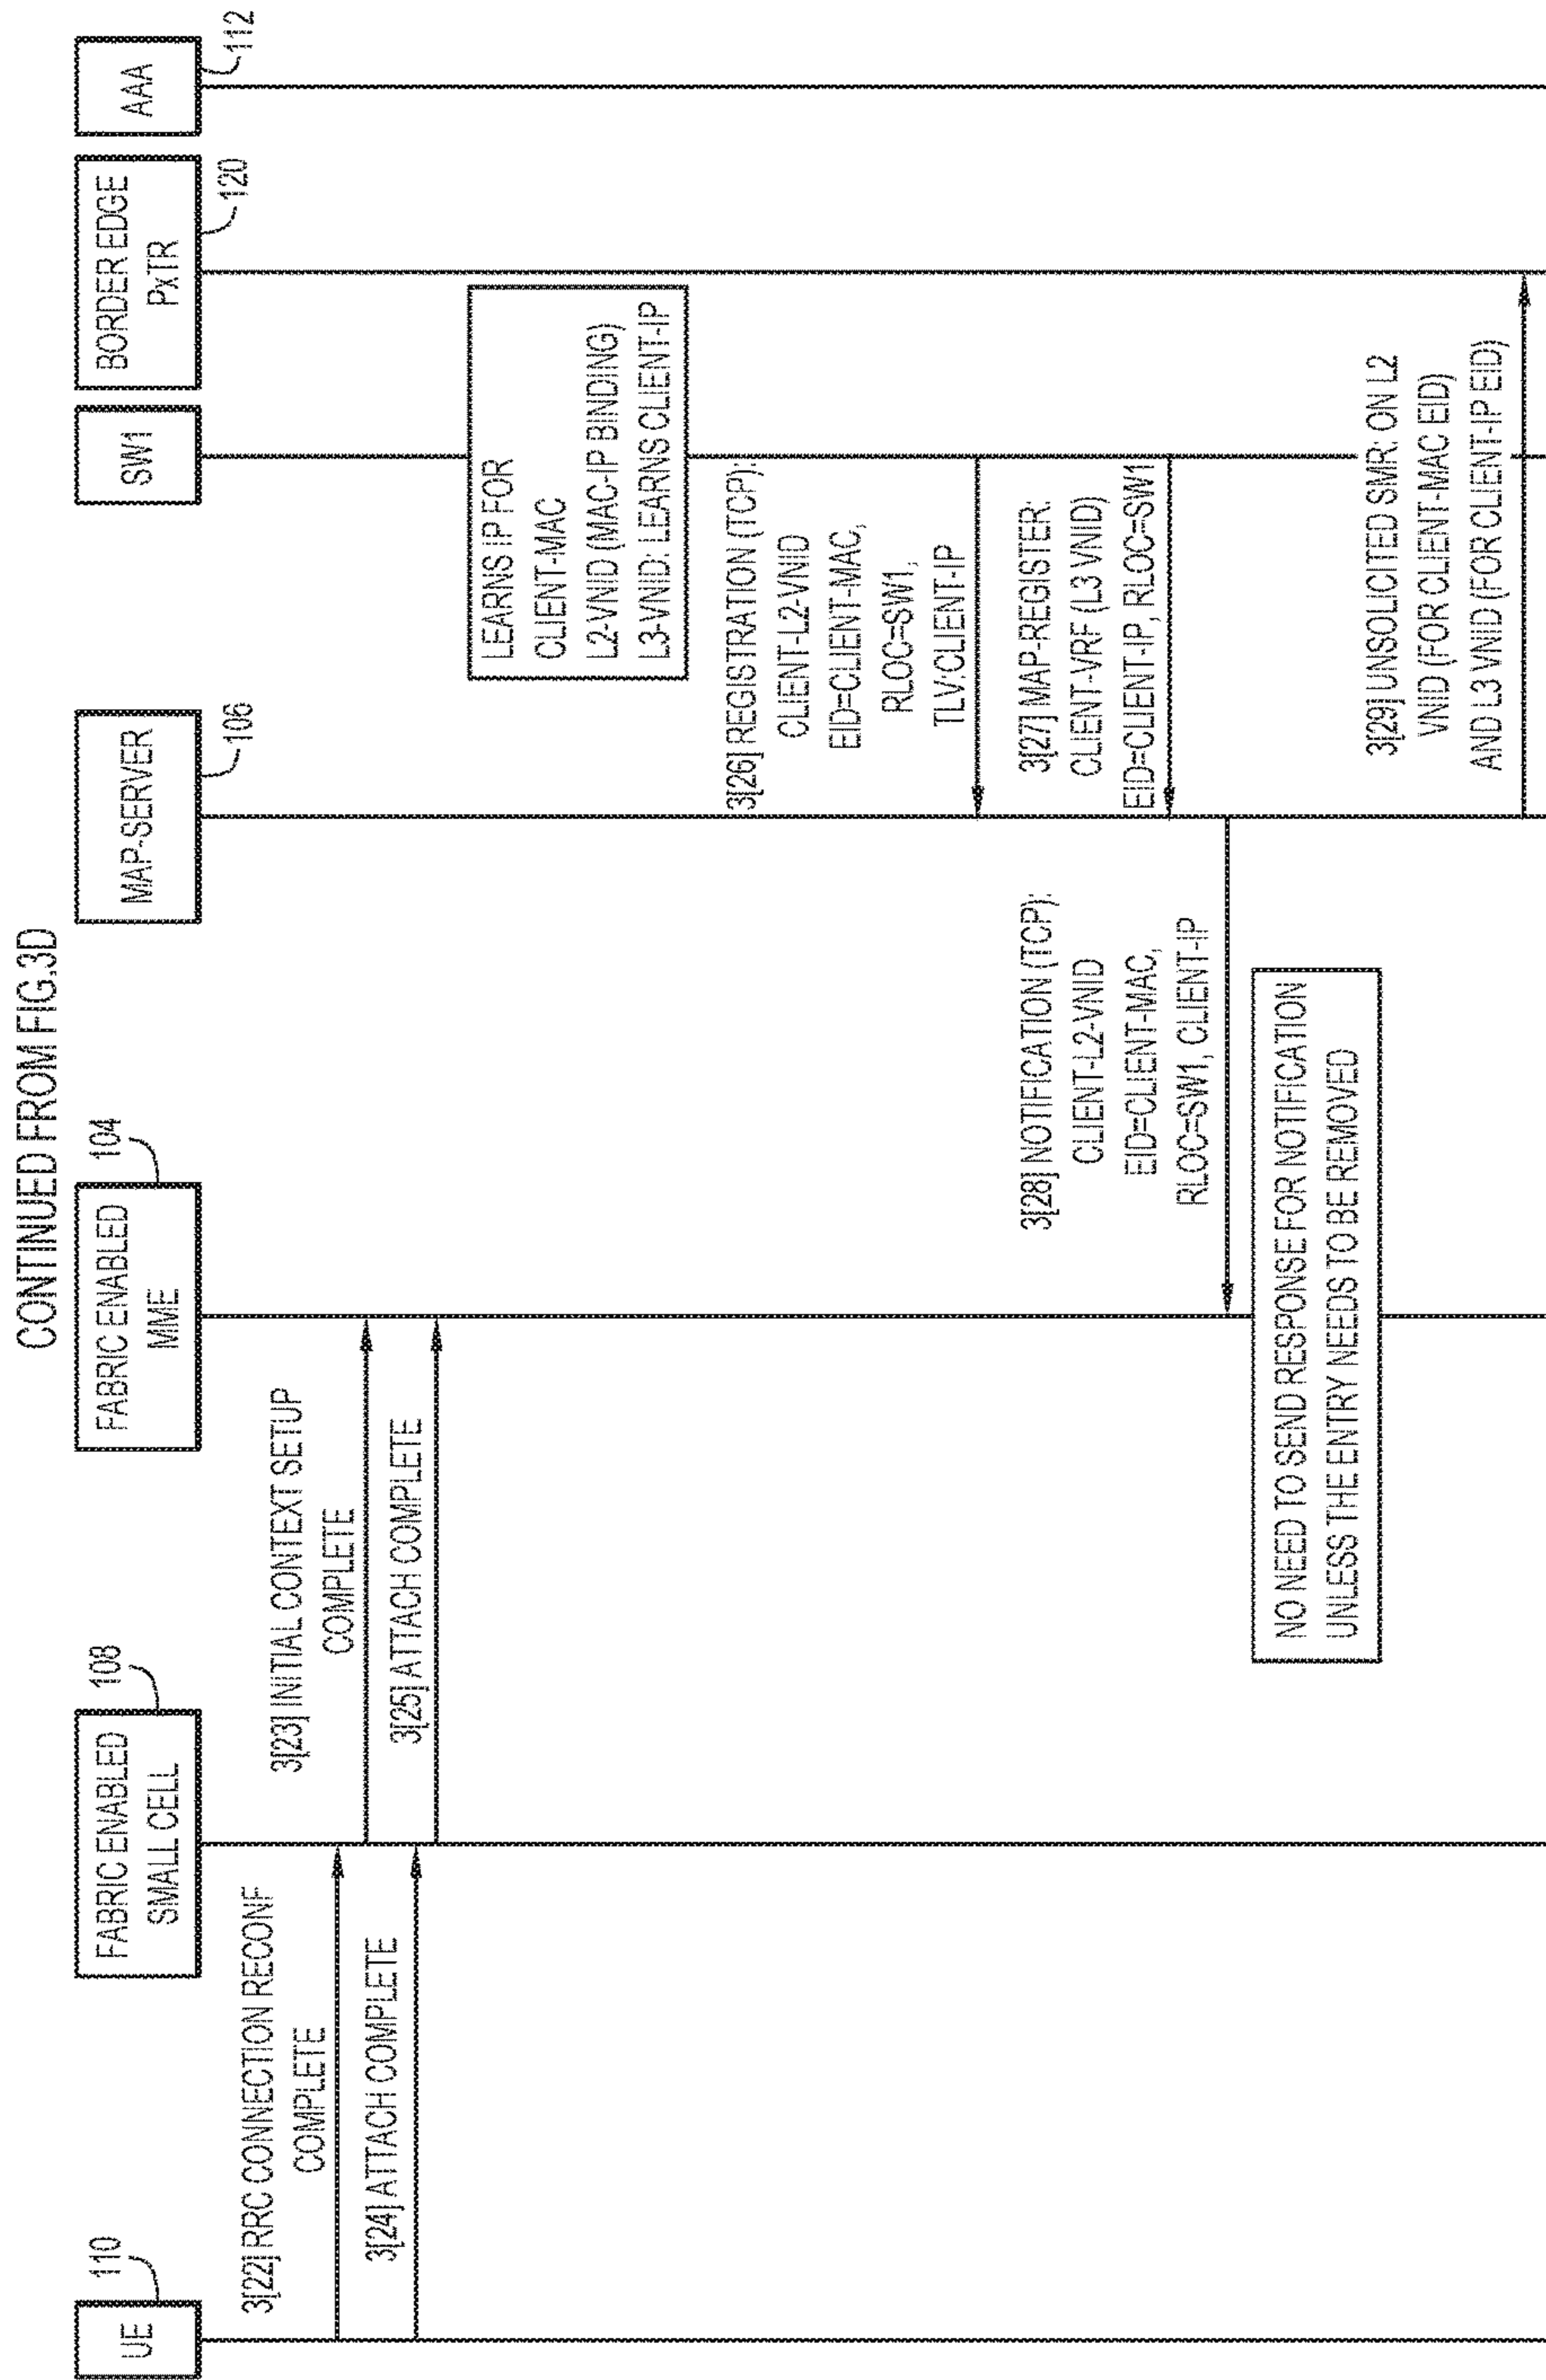 CONTINUED FROM FIG.3D
UE
110
FABRIC ENABLED
SMALL CELL
108
FABRIC ENABLED
MME
104
MAP-SERVER
106
SW1
BORDER EDGE
PxTR
120
AAA
112
3[22] RRC CONNECTION RECONF
COMPLETE
3[23] INITIAL CONTEXT SETUP
COMPLETE
3[24] ATTACH COMPLETE
3[25] ATTACH COMPLETE
LEARNS IP FOR
CLIENT-MAC
L2-VNID (MAC-IP BINDING)
L3-VNID: LEARNS CLIENT-IP
3[26] REGISTRATION (TCP):
CLIENT-L2-VNID
EID=CLIENT-MAC,
RLOC=SW1,
TLV:CLIENT-IP
3[27] MAP-REGISTER:
CLIENT-VRF (L3 VNID)
EID=CLIENT-IP, RLOC=SW1
3[28] NOTIFICATION (TCP):
CLIENT-L2-VNID
EID=CLIENT-MAC,
RLOC=SW1, CLIENT-IP
NO NEED TO SEND RESPONSE FOR NOTIFICATION
UNLESS THE ENTRY NEEDS TO BE REMOVED
3[29] UNSOLICITED SMR: ON L2
VNID (FOR CLIENT-MAC EID)
AND L3 VNID (FOR CLIENT-IP EID)